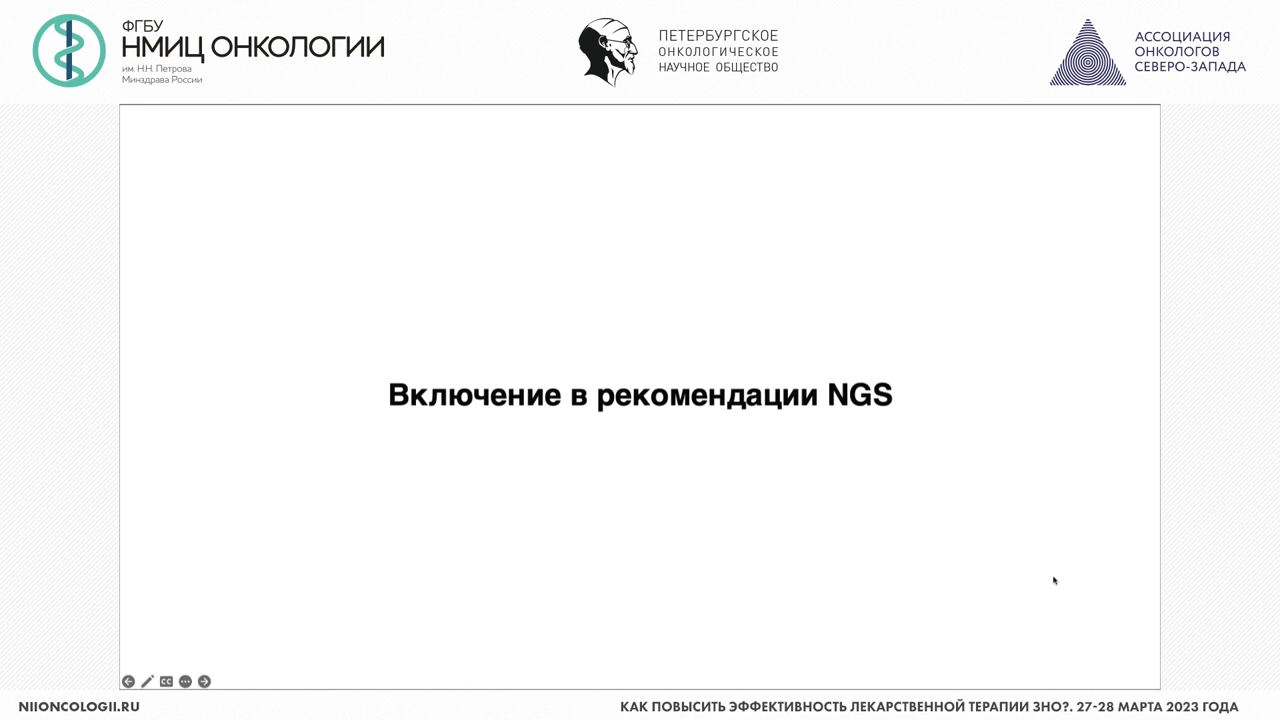 ФГБУ
НМИЦ ОНКОЛОГИИ
им. Н.Н. Петрова
Минздрава России
ПЕТЕРБУРГСКОЕ
ОНКОЛОГИЧЕСКОЕ
НАУЧНОЕ ОБЩЕСТВО
АССОЦИАЦИЯ
ОНКОЛОГОВ
СЕВЕРО-ЗАПАДА
Включение в рекомендации NGS
CC
NIIONCOLOGII.RU
КАК ПОВЫСИТЬ ЭФФЕКТИВНОСТЬ ЛЕКАРСТВЕННОЙ ТЕРАПИИ ЗНО?. 27-28 МАРТА 2023 ГОДА